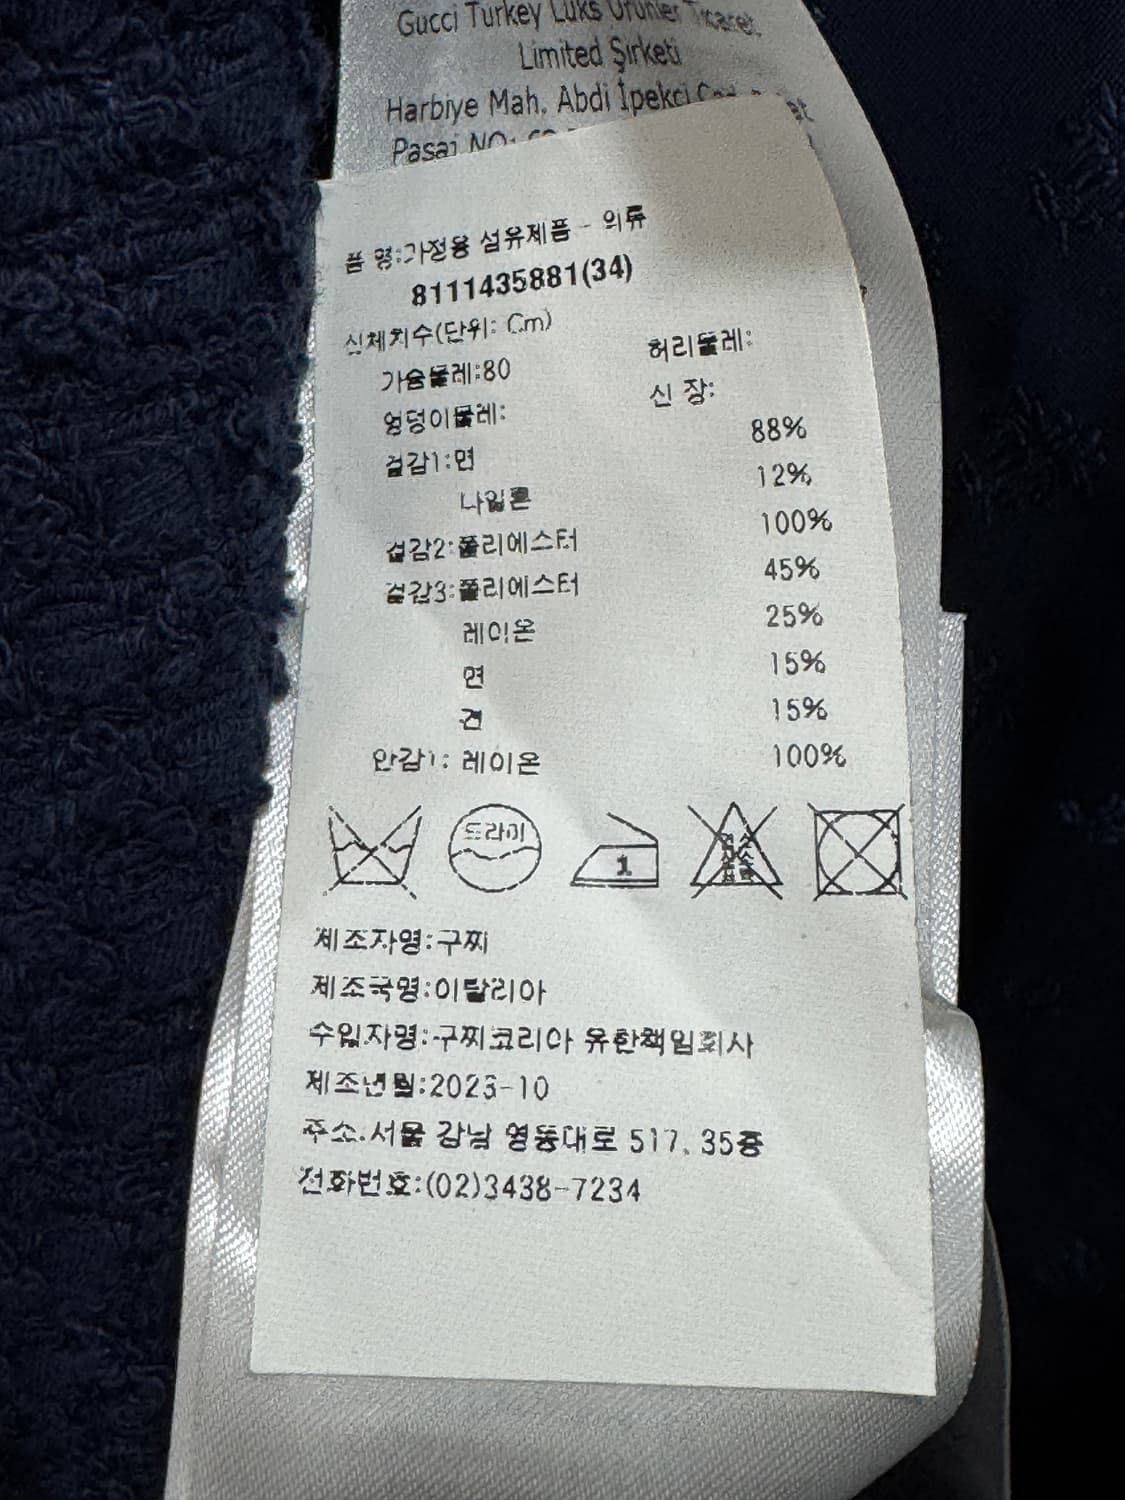 Gucci Turkey Lüks Ürünler Ticaret
Limited Şirketi
Harbiye Mah. Abdi İpekçi
Pasaj NO:
품 명:가정용 섬유제품 - 의류
8111435881(34)
신체치수(단위: Cm)
가슴둘레:80 허리둘레:
엉덩이둘레: 신 장:
겉감1:면 88%
나일론 12%
겉감2:폴리에스터 100%
겉감3:폴리에스터 45%
레이온 25%
면 15%
견 15%
안감1: 레이온 100%
드라이
1
제조자명:구찌
제조국명:이탈리아
수입자명:구찌코리아 유한책임회사
제조년월:2023-10
주소.서울 강남 영동대로 517, 35층
전화번호:(02)3438-7234